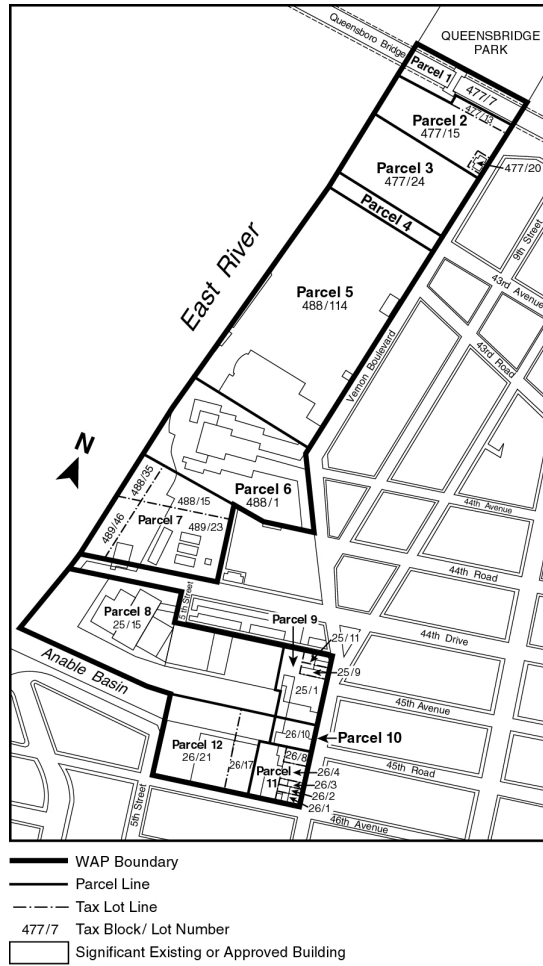 QUEENSBRIDGE
PARK
Queensboro Bridge
Parcel 1
477/7
477/13
Parcel 2
477/15
477/20
Parcel 3
477/24
Parcel 4
9th Street
43rd Avenue
East River
Parcel 5
488/114
Vernon Boulevard
43rd Road
N
488/35
Parcel 6
488/1
44th Avenue
488/15
Parcel 7
489/46
489/23
44th Road
5th Street
Parcel 8
25/15
Parcel 9
25/11
44th Drive
25/9
Anable Basin
25/1
45th Avenue
26/10
Parcel 10
Parcel 12
26/21
26/17
26/8
Parcel
11
26/4
26/3
26/2
26/1
45th Road
5th Street
46th Avenue
WAP Boundary
Parcel Line
Tax Lot Line
477/7 Tax Block/ Lot Number
Significant Existing or Approved Building